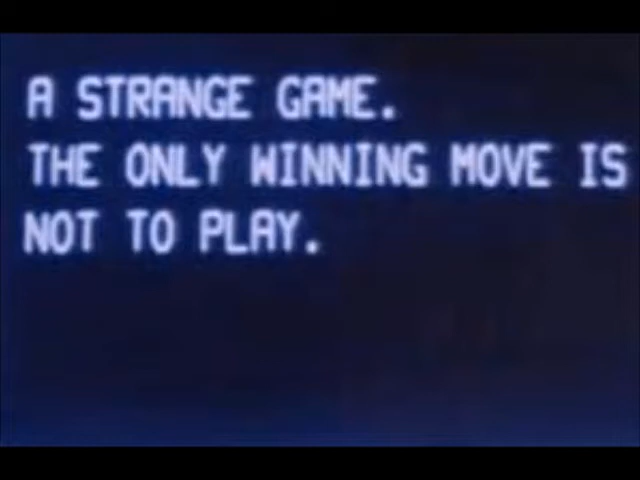 A STRANGE GAME.
THE ONLY WINNING MOVE IS
NOT TO PLAY.